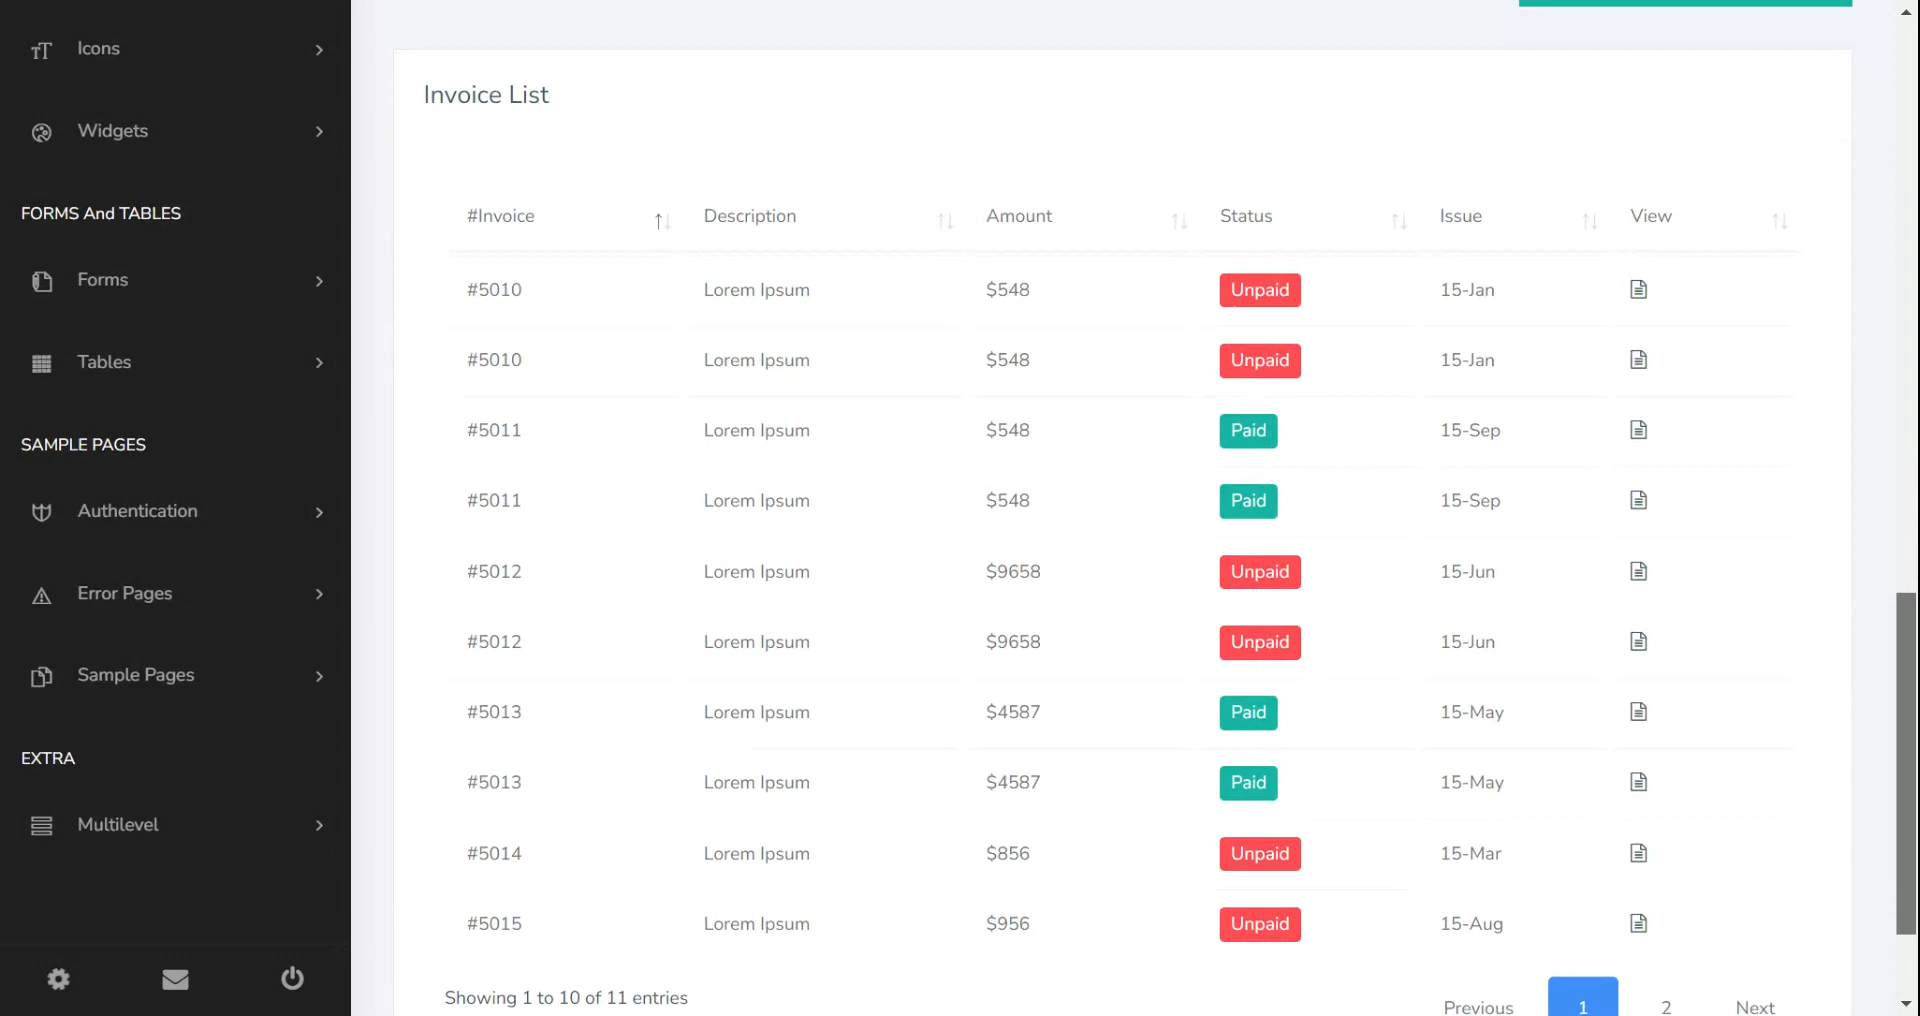 Icons
Widgets
FORMS And TABLES
Forms
Tables
SAMPLE PAGES
Authentication
Error Pages
Sample Pages
EXTRA
Multilevel
Invoice List
#Invoice Description Amount Status Issue View
#5010 Lorem Ipsum $548 Unpaid 15-Jan
#5010 Lorem Ipsum $548 Unpaid 15-Jan
#5011 Lorem Ipsum $548 Paid 15-Sep
#5011 Lorem Ipsum $548 Paid 15-Sep
#5012 Lorem Ipsum $9658 Unpaid 15-Jun
#5012 Lorem Ipsum $9658 Unpaid 15-Jun
#5013 Lorem Ipsum $4587 Paid 15-May
#5013 Lorem Ipsum $4587 Paid 15-May
#5014 Lorem Ipsum $856 Unpaid 15-Mar
#5015 Lorem Ipsum $956 Unpaid 15-Aug
Showing 1 to 10 of 11 entries
Previous 1 2 Next